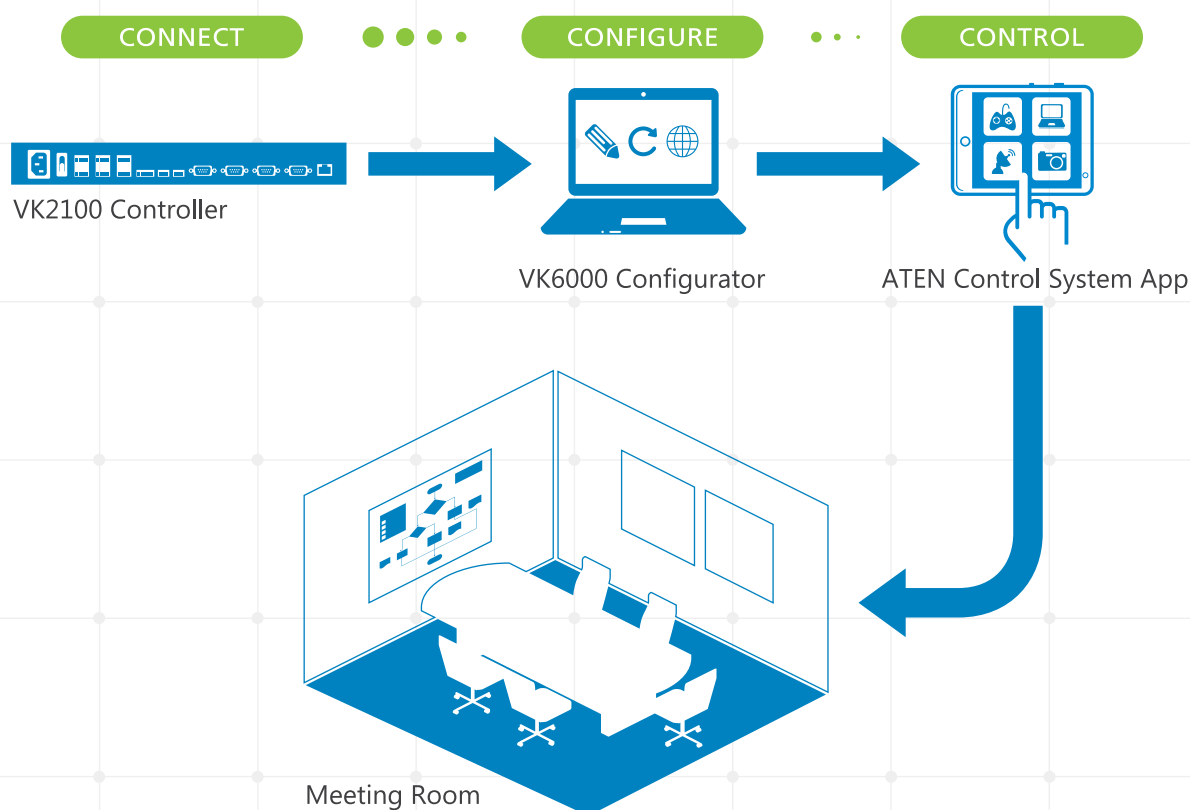 CONNECT
CONFIGURE
CONTROL
VK2100 Controller
VK6000 Configurator
ATEN Control System App
Meeting Room